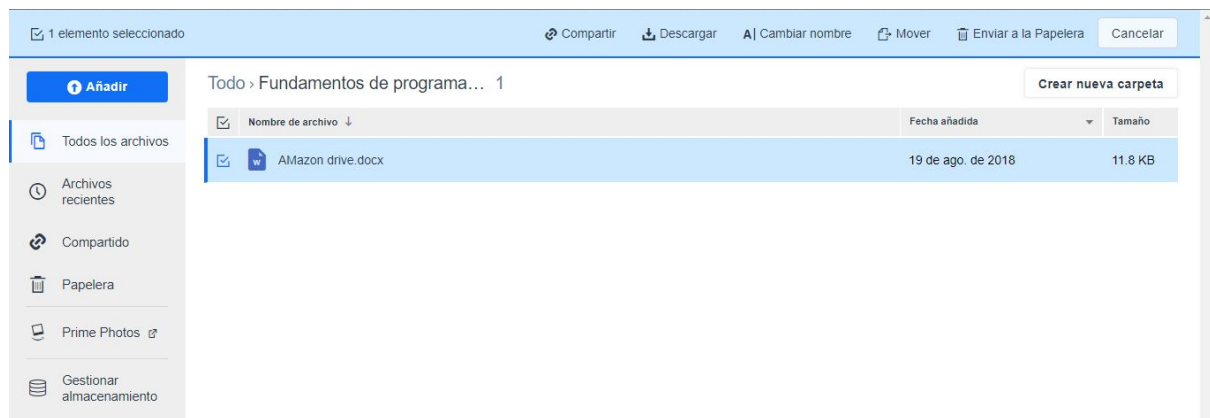 1 elemento seleccionado
Compartir
Descargar
A| Cambiar nombre
Mover
Enviar a la Papelera
Cancelar
Añadir
Todo › Fundamentos de programa... 1
Crear nueva carpeta
Nombre de archivo ↓
Fecha añadida
Tamaño
Todos los archivos
W
AMazon drive.docx
19 de ago. de 2018
11.8 KB
Archivos
recientes
Compartido
Papelera
Prime Photos
Gestionar
almacenamiento